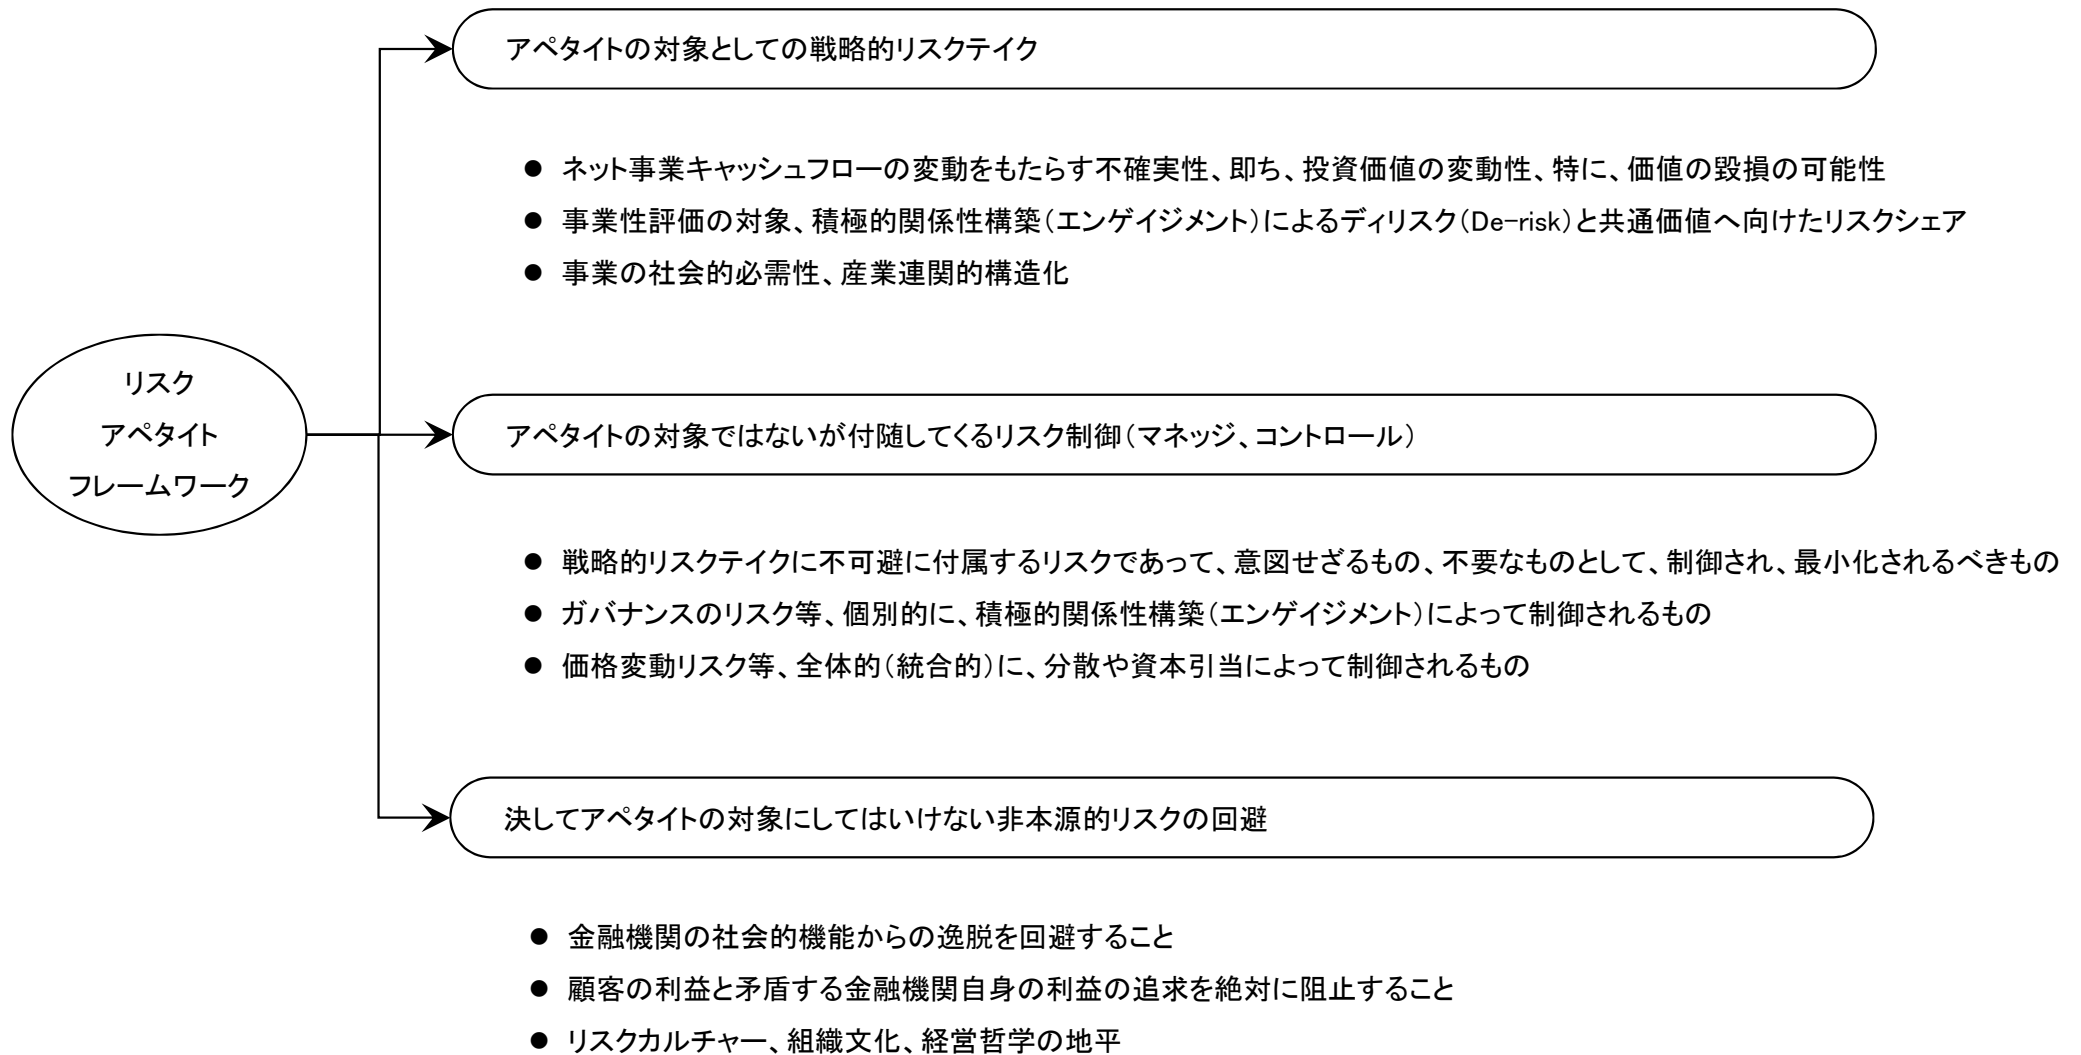 アペタイトの対象としての戦略的リスクテイク
● ネット事業キャッシュフローの変動をもたらす不確実性、即ち、投資価値の変動性、特に、価値の毀損の可能性
● 事業性評価の対象、積極的関係性構築（エンゲイジメント）によるディリスク（De-risk）と共通価値へ向けたリスクシェア
● 事業の社会的必需性、産業連関的構造化
リスク
アペタイト
フレームワーク
アペタイトの対象ではないが付随してくるリスク制御（マネッジ、コントロール）
● 戦略的リスクテイクに不可避に付属するリスクであって、意図せざるもの、不要なものとして、制御され、最小化されるべきもの
● ガバナンスのリスク等、個別的に、積極的関係性構築（エンゲイジメント）によって制御されるもの
● 価格変動リスク等、全体的（統合的）に、分散や資本引当によって制御されるもの
決してアペタイトの対象にしてはいけない非本源的リスクの回避
● 金融機関の社会的機能からの逸脱を回避すること
● 顧客の利益と矛盾する金融機関自身の利益の追求を絶対に阻止すること
● リスクカルチャー、組織文化、経営哲学の地平